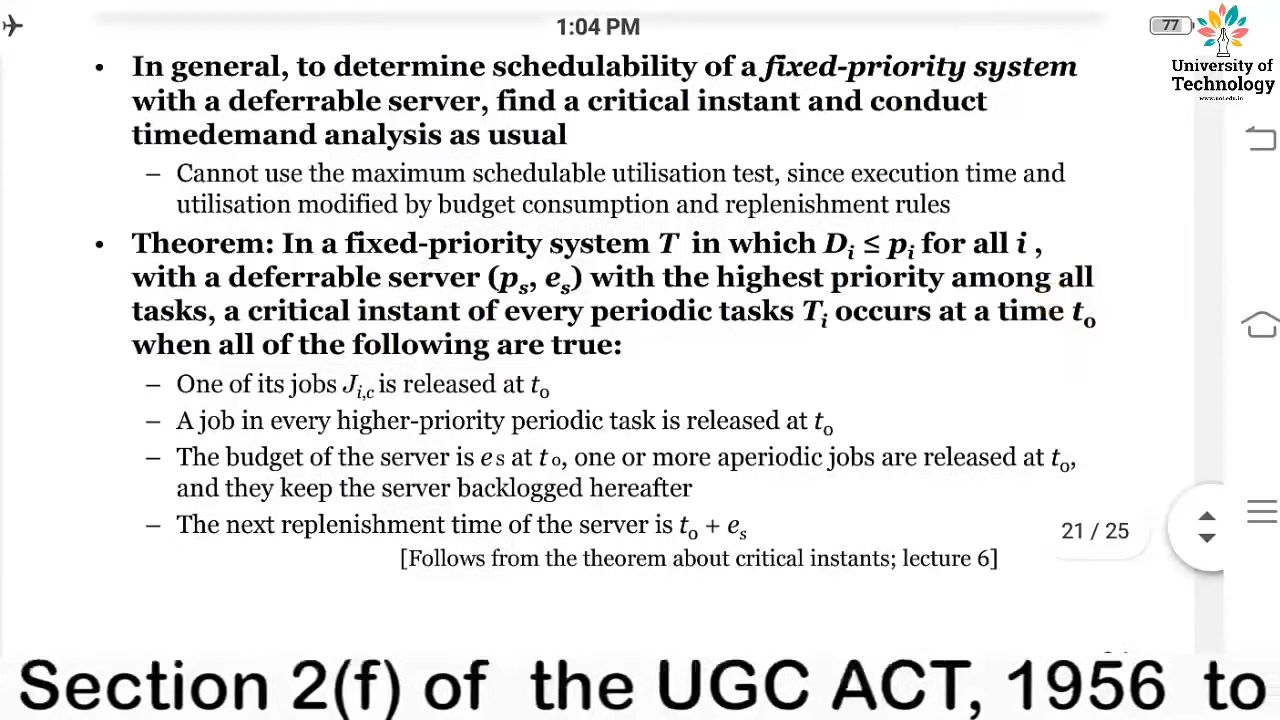 1:04 PM
77
University of
Technology
• In general, to determine schedulability of a fixed-priority system
with a deferrable server, find a critical instant and conduct
timedemand analysis as usual
– Cannot use the maximum schedulable utilisation test, since execution time and
utilisation modified by budget consumption and replenishment rules
• Theorem: In a fixed-priority system T in which Di ≤ pi for all i ,
with a deferrable server (ps, es) with the highest priority among all
tasks, a critical instant of every periodic tasks Ti occurs at a time t0
when all of the following are true:
– One of its jobs Ji,c is released at t0
– A job in every higher-priority periodic task is released at t0
– The budget of the server is es at t0, one or more aperiodic jobs are released at t0,
and they keep the server backlogged hereafter
– The next replenishment time of the server is t0 + es
21 / 25
[Follows from the theorem about critical instants; lecture 6]
Section 2(f) of the UGC ACT, 1956 to